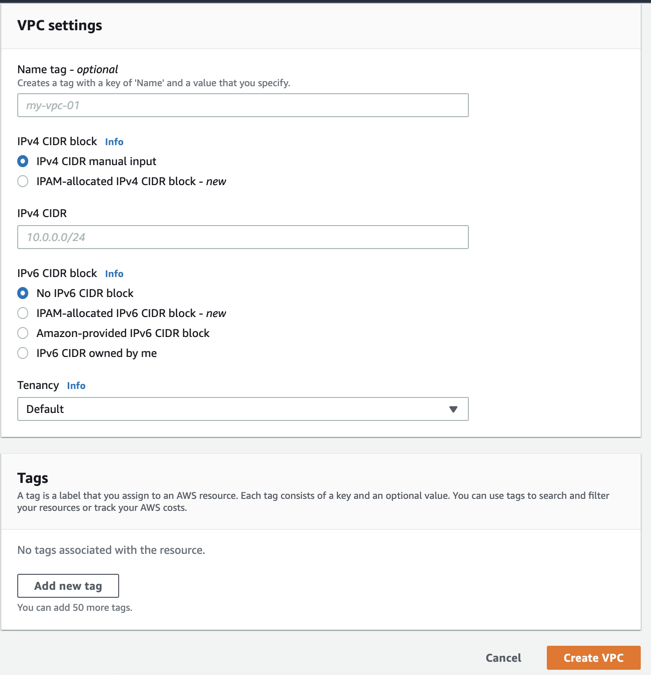 VPC settings
Name tag - optional
Creates a tag with a key of 'Name' and a value that you specify.
my-vpc-01
IPv4 CIDR block Info
IPv4 CIDR manual input
IPAM-allocated IPv4 CIDR block - new
IPv4 CIDR
10.0.0.0/24
IPv6 CIDR block Info
No IPv6 CIDR block
IPAM-allocated IPv6 CIDR block - new
Amazon-provided IPv6 CIDR block
IPv6 CIDR owned by me
Tenancy Info
Default
Tags
A tag is a label that you assign to an AWS resource. Each tag consists of a key and an optional value. You can use tags to search and filter
your resources or track your AWS costs.
No tags associated with the resource.
Add new tag
You can add 50 more tags.
Cancel Create VPC